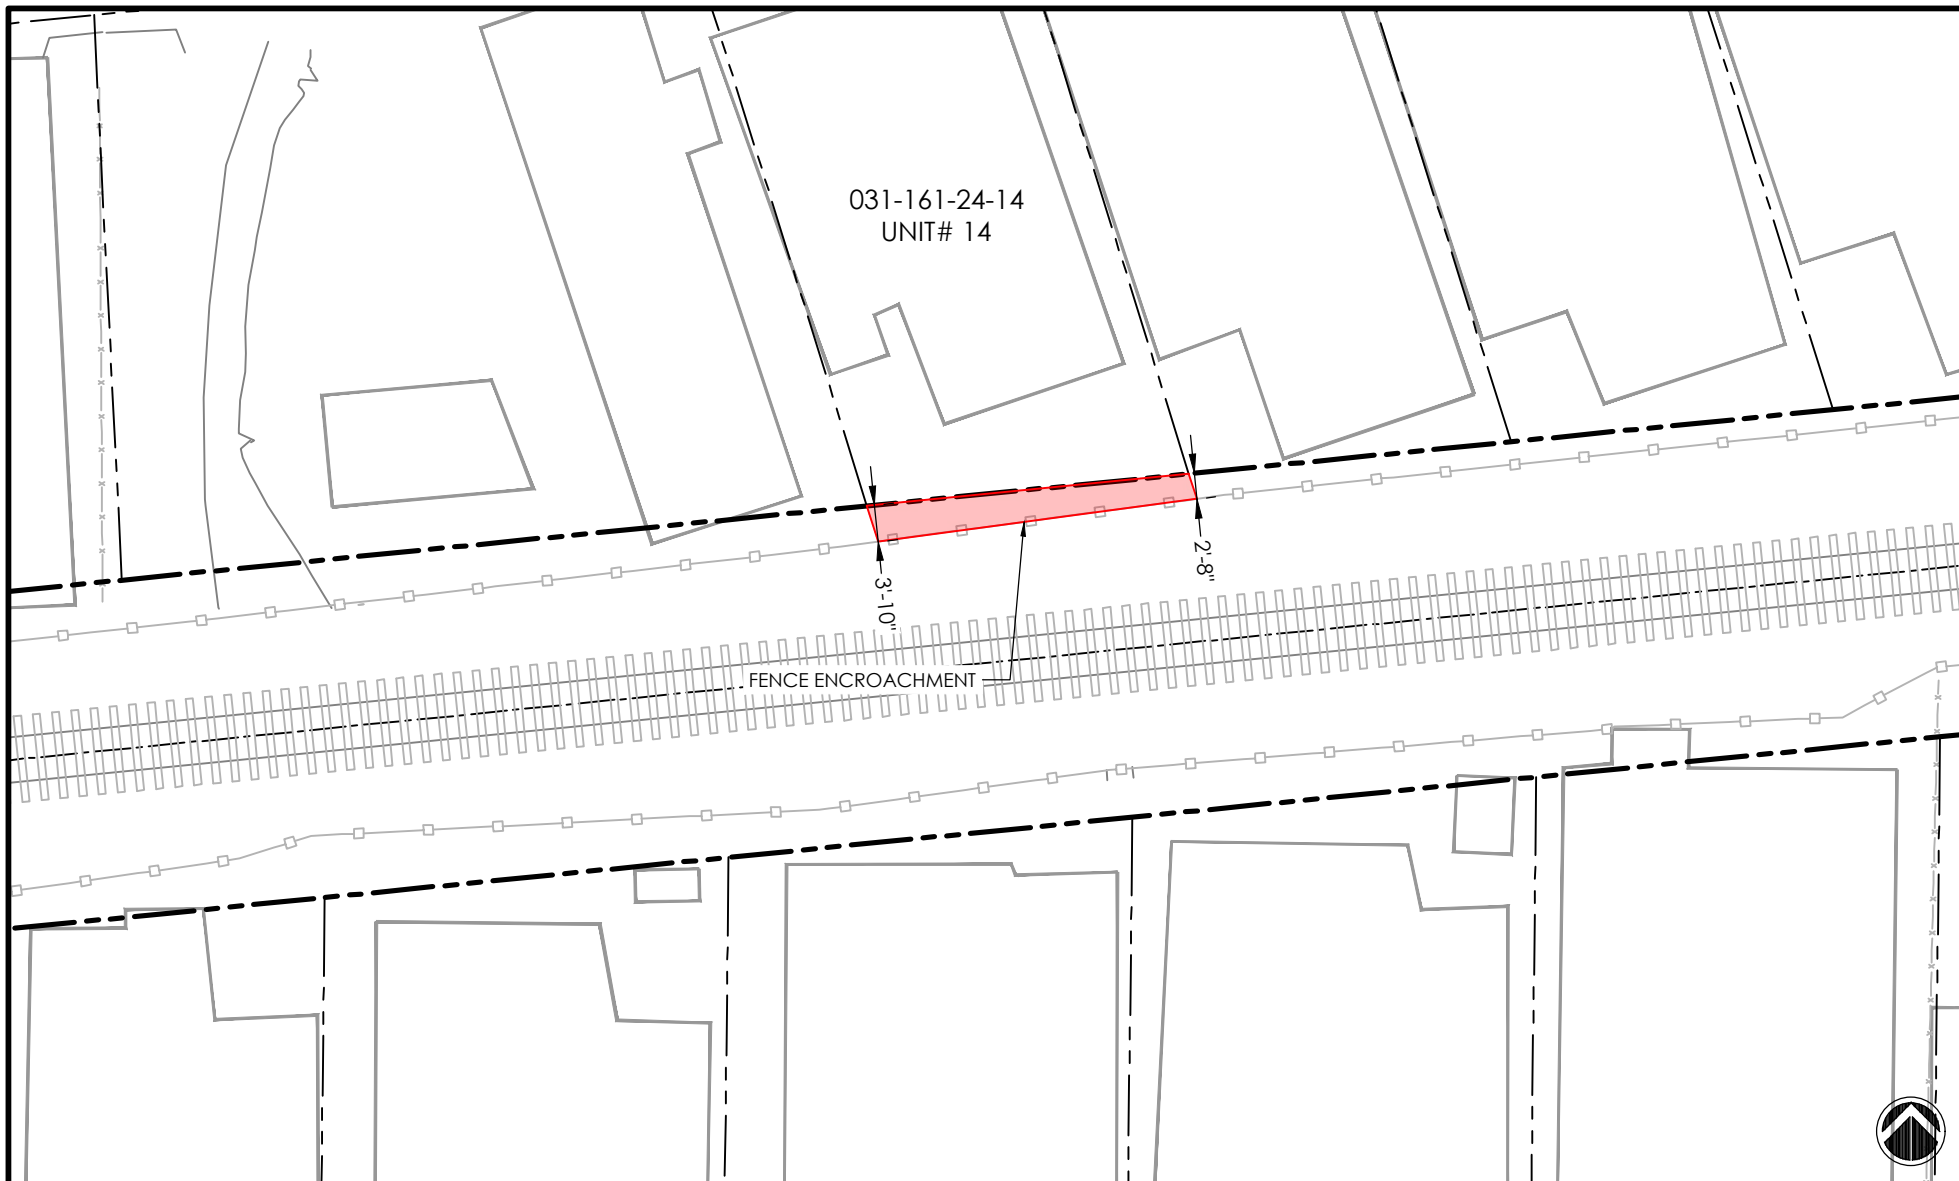 031-161-24-14
UNIT# 14
2'-8"
3'-10"
FENCE ENCROACHMENT